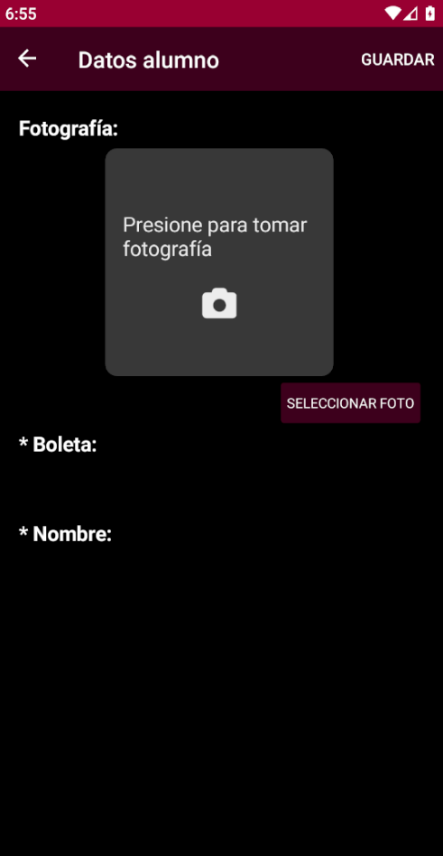 6:55
Datos alumno GUARDAR
Fotografía:
Presione para tomar
fotografía
SELECCIONAR FOTO
* Boleta:
* Nombre: